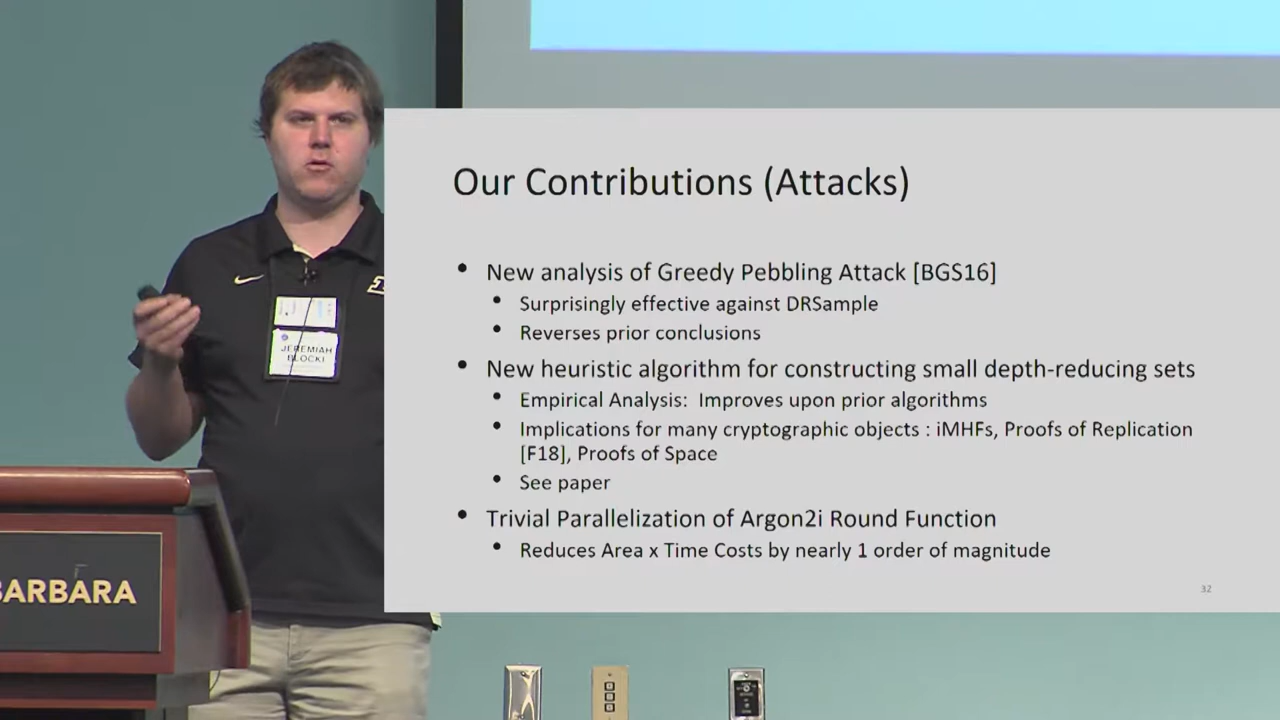 Our Contributions (Attacks)
• New analysis of Greedy Pebbling Attack [BGS16]
• Surprisingly effective against DRSample
• Reverses prior conclusions
• New heuristic algorithm for constructing small depth-reducing sets
• Empirical Analysis: Improves upon prior algorithms
• Implications for many cryptographic objects : iMHFs, Proofs of Replication
[F18], Proofs of Space
• See paper
• Trivial Parallelization of Argon2i Round Function
• Reduces Area x Time Costs by nearly 1 order of magnitude
32
JEREMIAH
BLOCKI
BARBARA